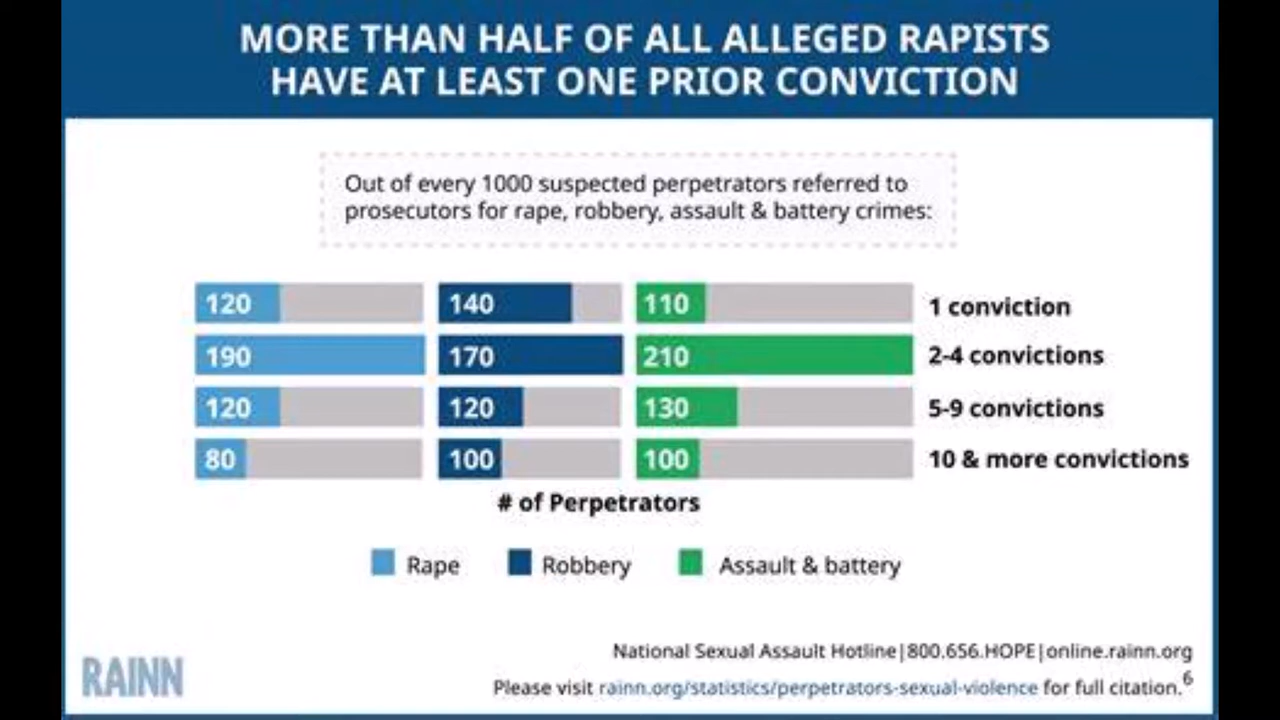 MORE THAN HALF OF ALL ALLEGED RAPISTS
HAVE AT LEAST ONE PRIOR CONVICTION
Out of every 1000 suspected perpetrators referred to
prosecutors for rape, robbery, assault & battery crimes:
120 140 110 1 conviction
190 170 210 2-4 convictions
120 120 130 5-9 convictions
80 100 100 10 & more convictions
# of Perpetrators
Rape Robbery Assault & battery
National Sexual Assault Hotline|800.656.HOPE|online.rainn.org
RAINN
Please visit rainn.org/statistics/perpetrators-sexual-violence for full citation.6